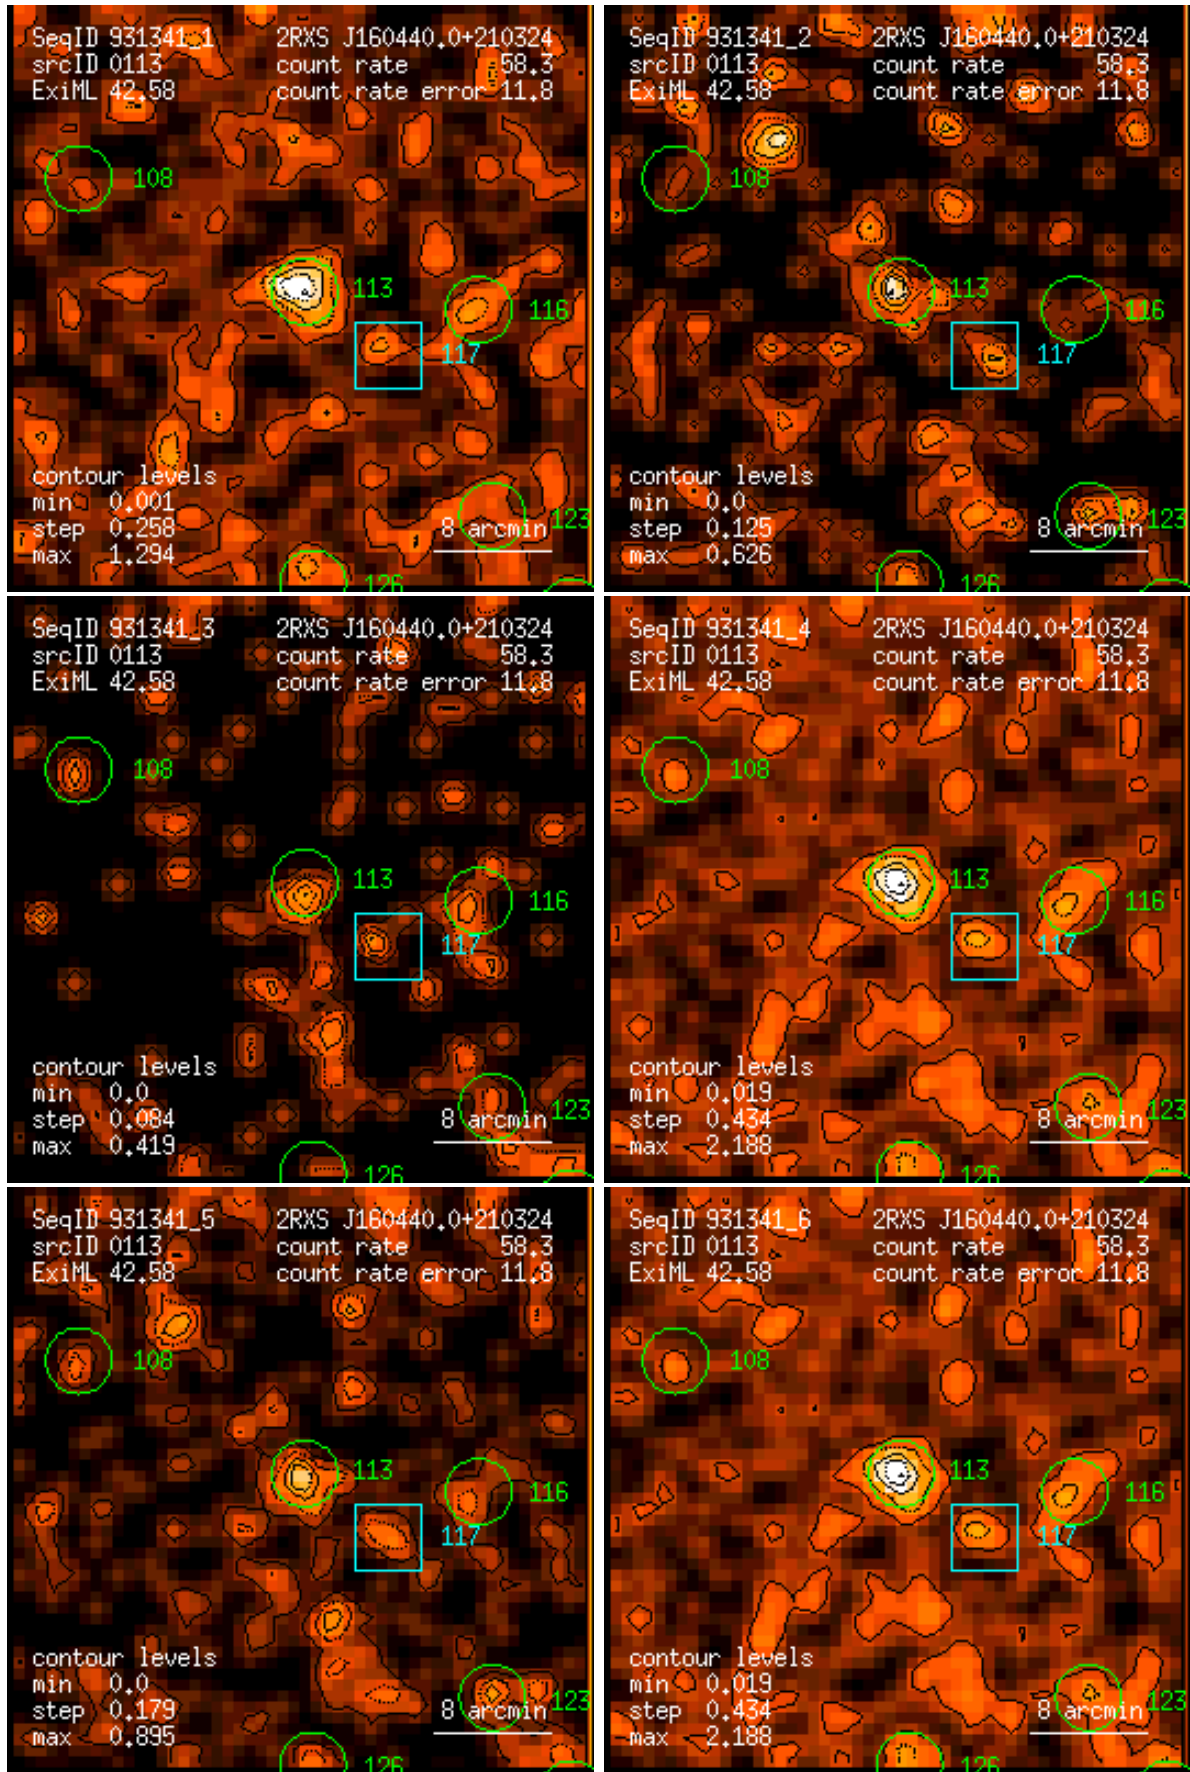 SeqID 931341_1 2RXS J160440.0+210324
srcID 0113 count rate 58.3
ExiML 42.58 count rate error 11.8
108
113
116
117
contour levels
min 0.001
step 0.258 8 arcmin 123
max 1.294
126
SeqID 931341_2 2RXS J160440.0+210324
srcID 0113 count rate 58.3
ExiML 42.58 count rate error 11.8
108
113
116
117
contour levels
min 0.0
step 0.125 8 arcmin 123
max 0.626
126
SeqID 931341_3 2RXS J160440.0+210324
srcID 0113 count rate 58.3
ExiML 42.58 count rate error 11.8
108
113
116
117
contour levels
min 0.0
step 0.084 8 arcmin 123
max 0.419
126
SeqID 931341_4 2RXS J160440.0+210324
srcID 0113 count rate 58.3
ExiML 42.58 count rate error 11.8
108
113
116
117
contour levels
min 0.019
step 0.434 8 arcmin 123
max 2.188
126
SeqID 931341_5 2RXS J160440.0+210324
srcID 0113 count rate 58.3
ExiML 42.58 count rate error 11.8
108
113
116
117
contour levels
min 0.0
step 0.179 8 arcmin 123
max 0.895
126
SeqID 931341_6 2RXS J160440.0+210324
srcID 0113 count rate 58.3
ExiML 42.58 count rate error 11.8
108
113
116
117
contour levels
min 0.019
step 0.434 8 arcmin 123
max 2.188
126